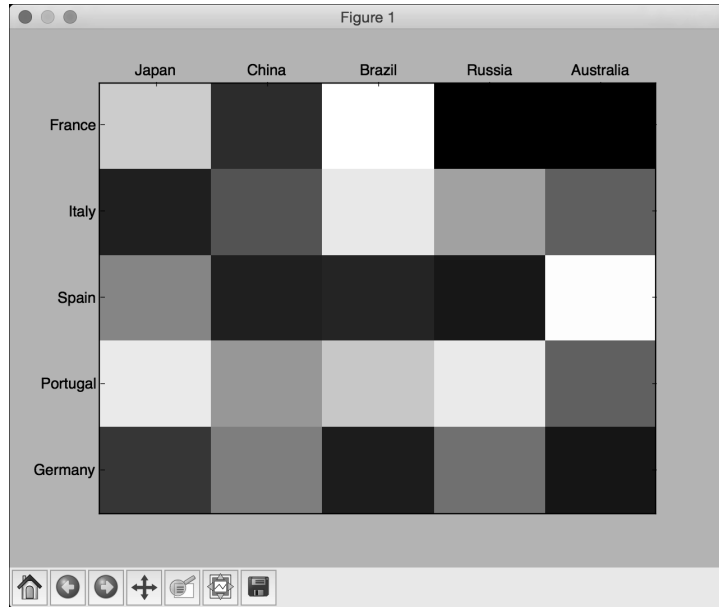 Figure 1
Japan China Brazil Russia Australia
France
Italy
Spain
Portugal
Germany